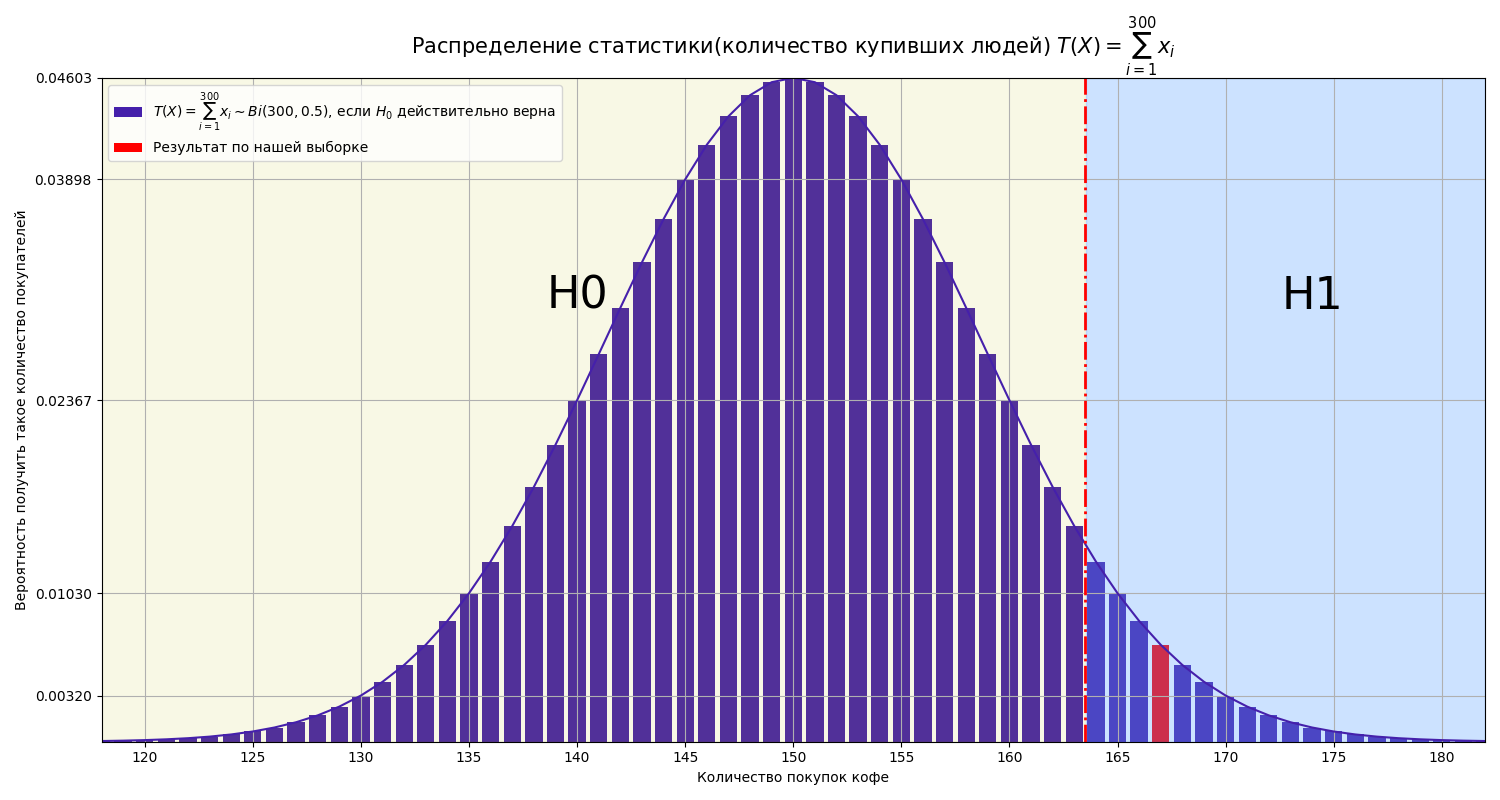 Распределение статистики(количество купивших людей) T(X) = ∑_{i=1}^{300} x_i
0.04603
T(X) = ∑_{i=1}^{300} x_i ~ Bi(300, 0.5), если H_0 действительно верна
Результат по нашей выборке
0.03898
H0
H1
0.02367
0.01030
0.00320
Вероятность получить такое количество покупателей
120 125 130 135 140 145 150 155 160 165 170 175 180
Количество покупок кофе